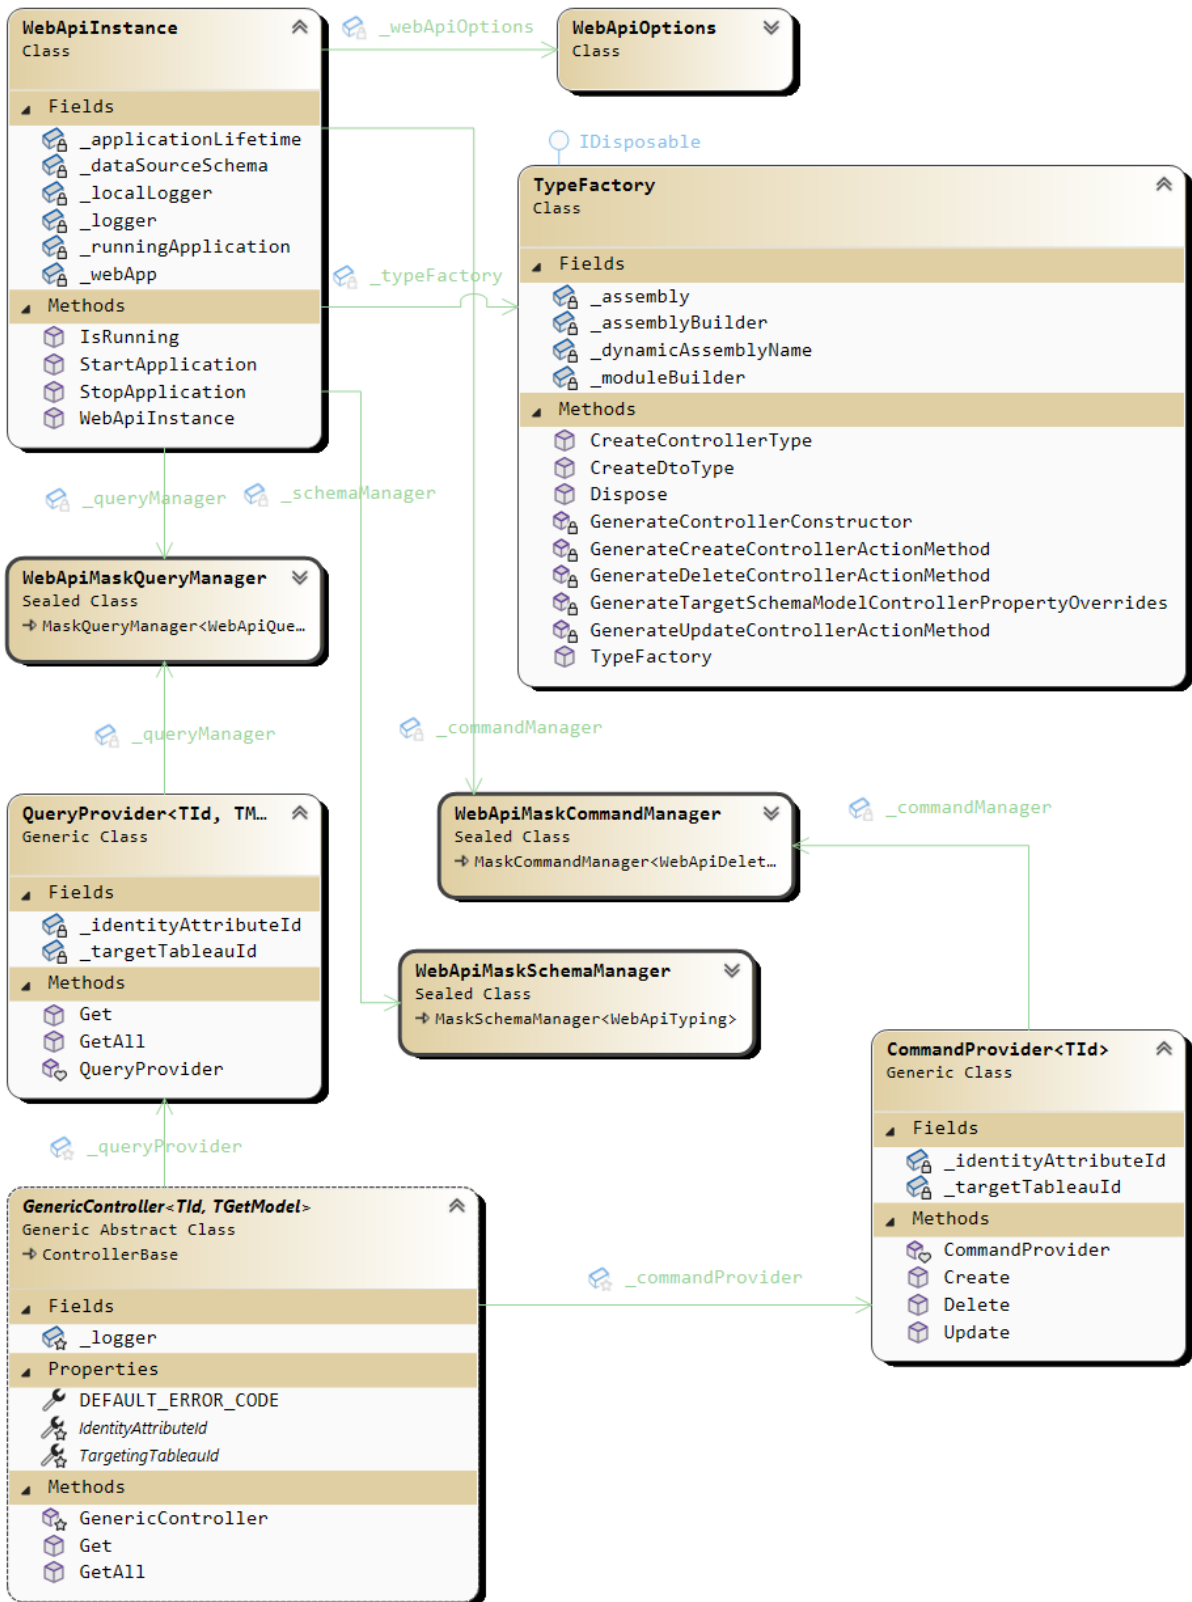 WebApiInstance
Class
Fields
_applicationLifetime
_dataSourceSchema
_localLogger
_logger
_runningApplication
_webApp
Methods
IsRunning
StartApplication
StopApplication
WebApiInstance
_webApiOptions
WebApiOptions
Class
IDisposable
TypeFactory
Class
Fields
_assembly
_assemblyBuilder
_dynamicAssemblyName
_moduleBuilder
Methods
CreateControllerType
CreateDtoType
Dispose
GenerateControllerConstructor
GenerateCreateControllerActionMethod
GenerateDeleteControllerActionMethod
GenerateTargetSchemaModelControllerPropertyOverrides
GenerateUpdateControllerActionMethod
TypeFactory
_typeFactory
_queryManager
_schemaManager
WebApiMaskQueryManager
Sealed Class
MaskQueryManager<WebApiQue...
_queryManager
_commandManager
QueryProvider<TId, TM...
Generic Class
Fields
_identityAttributeId
_targetTableauId
Methods
Get
GetAll
QueryProvider
WebApiMaskCommandManager
Sealed Class
MaskCommandManager<WebApiDelet...
_commandManager
WebApiMaskSchemaManager
Sealed Class
MaskSchemaManager<WebApiTyping>
CommandProvider<TId>
Generic Class
Fields
_identityAttributeId
_targetTableauId
Methods
CommandProvider
Create
Delete
Update
_queryProvider
GenericController<TId, TGetModel>
Generic Abstract Class
ControllerBase
Fields
_logger
Properties
DEFAULT_ERROR_CODE
IdentityAttributeId
TargetingTableauId
Methods
GenericController
Get
GetAll
_commandProvider